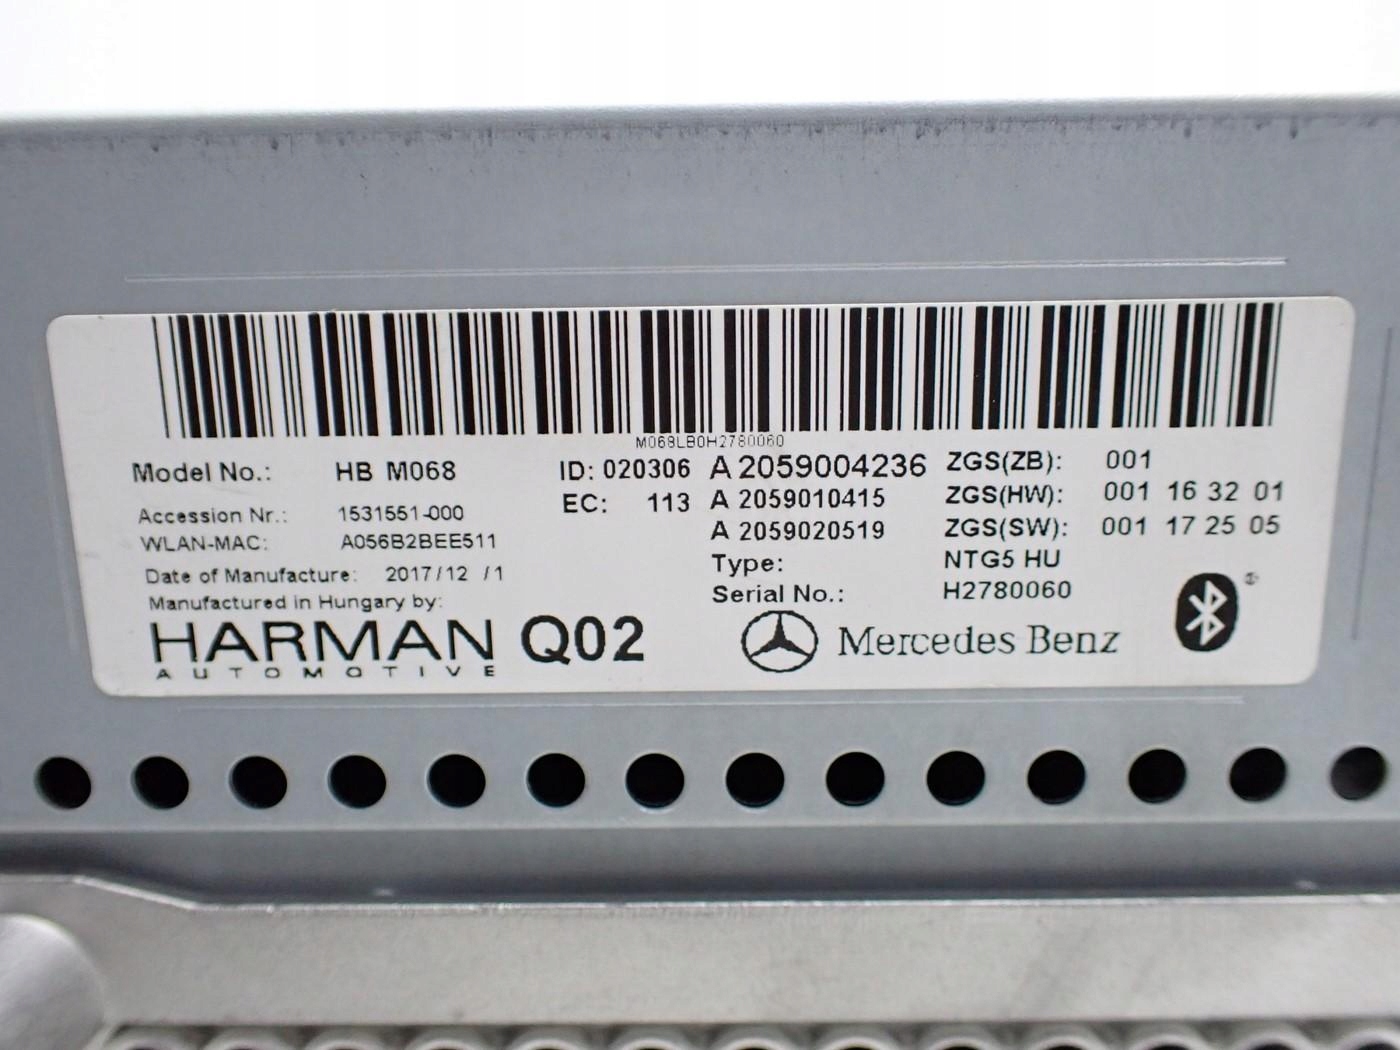 M068LB0H2780060
Model No.: HB M068 ID: 020306 A 2059004236 ZGS(ZB): 001
EC: 113 A 2059010415 ZGS(HW): 001 16 32 01
Accession Nr.: 1531551-000
A 2059020519 ZGS(SW): 001 17 25 05
WLAN-MAC: A056B2BEE511
Type: NTG5 HU
Date of Manufacture: 2017/12 /1
Serial No.: H2780060
Manufactured in Hungary by:
HARMAN Q02
AUTOMOTIVE
Mercedes Benz